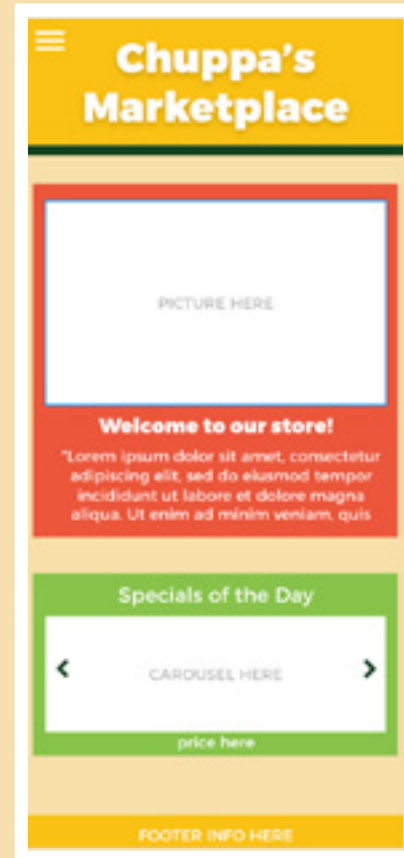 Chuppa's
Marketplace
PICTURE HERE
Welcome to our store!
"Lorem ipsum dolor sit amet, consectetur
adipiscing elit, sed do eiusmod tempor
incididunt ut labore et dolore magna
aliqua. Ut enim ad minim veniam, quis
Specials of the Day
CAROUSEL HERE
price here
FOOTER INFO HERE